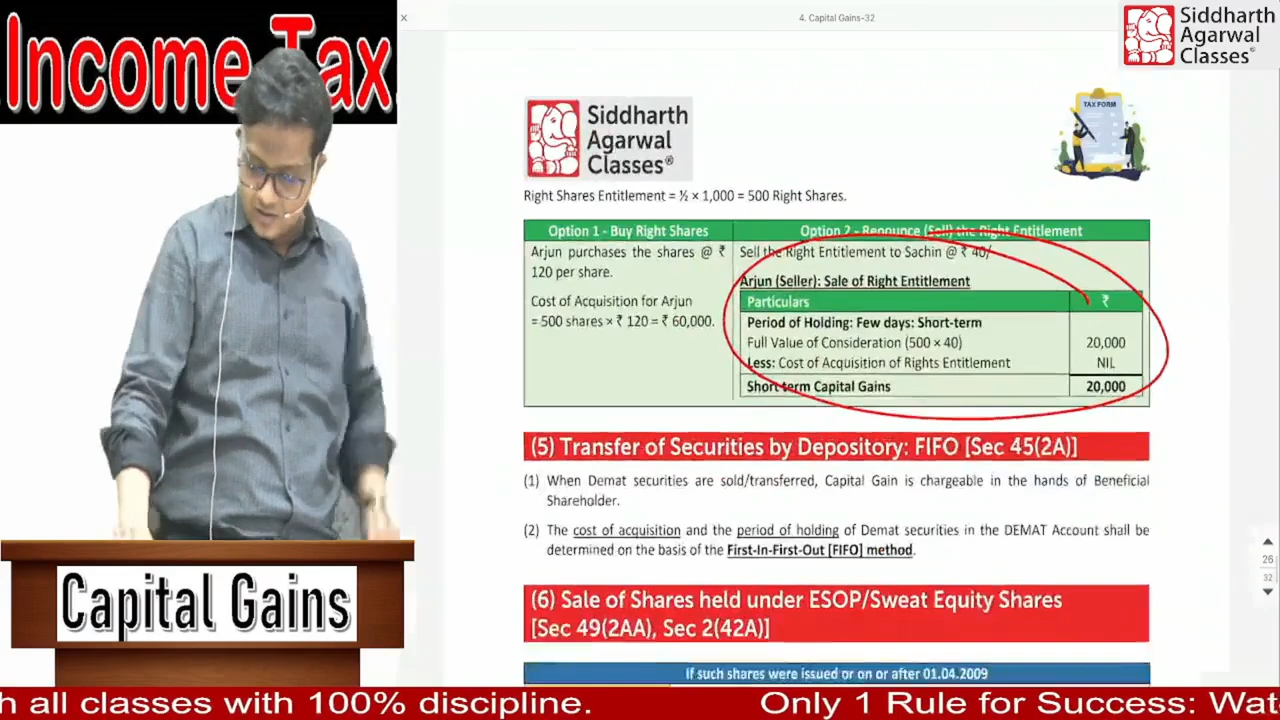 Income Tax
4. Capital Gains-32
Siddharth
Agarwal
Classes®
Siddharth
Agarwal
Classes®
TAX FORM
Right Shares Entitlement = ½ × 1,000 = 500 Right Shares.
Option 1 - Buy Right Shares
Arjun purchases the shares @ ₹
120 per share.
Cost of Acquisition for Arjun
= 500 shares × ₹ 120 = ₹ 60,000.
Option 2 - Renounce (Sell) the Right Entitlement
Sell the Right Entitlement to Sachin @ ₹ 40/
Arjun (Seller): Sale of Right Entitlement
Particulars ₹
Period of Holding: Few days: Short-term
Full Value of Consideration (500 × 40) 20,000
Less: Cost of Acquisition of Rights Entitlement NIL
Short term Capital Gains 20,000
(5) Transfer of Securities by Depository: FIFO [Sec 45(2A)]
(1) When Demat securities are sold/transferred, Capital Gain is chargeable in the hands of Beneficial
Shareholder.
(2) The cost of acquisition and the period of holding of Demat securities in the DEMAT Account shall be
determined on the basis of the First-In-First-Out [FIFO] method.
(6) Sale of Shares held under ESOP/Sweat Equity Shares
[Sec 49(2AA), Sec 2(42A)]
If such shares were issued or on or after 01.04.2009
26
32
Capital Gains
h all classes with 100% discipline. Only 1 Rule for Success: Wat